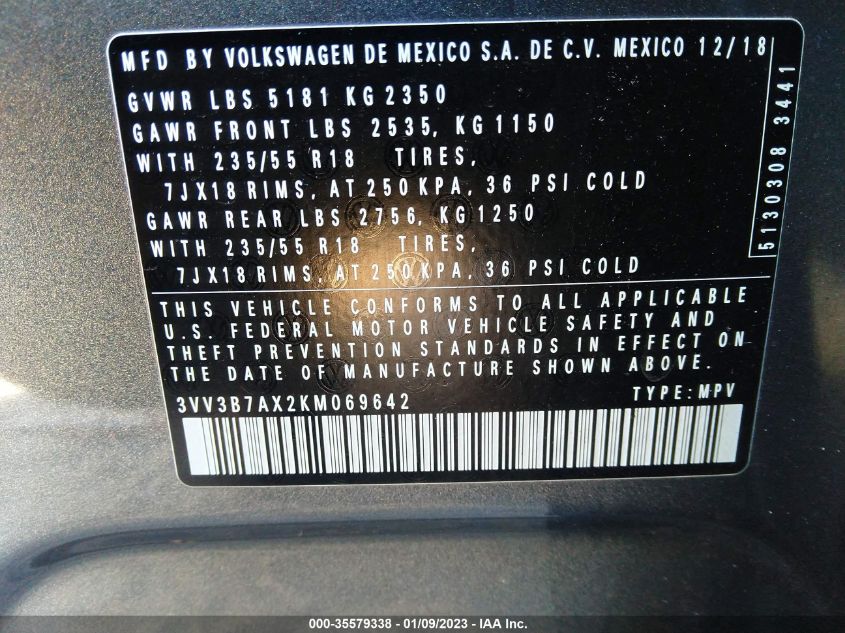 MFD BY VOLKSWAGEN DE MEXICO S.A. DE C.V. MEXICO 12/18
GVWR LBS 5181 KG 2350
GAWR FRONT LBS 2535, KG 1150
WITH 235/55 R18 TIRES,
7JX18 RIMS, AT 250 KPA, 36 PSI COLD
GAWR REAR LBS 2756, KG 1250
WITH 235/55 R18 TIRES,
7JX18 RIMS, AT 250 KPA, 36 PSI COLD
5130308 3441
THIS VEHICLE CONFORMS TO ALL APPLICABLE
U.S. FEDERAL MOTOR VEHICLE SAFETY AND
THEFT PREVENTION STANDARDS IN EFFECT ON
THE DATE OF MANUFACTURE SHOWN ABOVE.
3VV3B7AX2KM069642 TYPE: MPV
000-35579338 - 01/09/2023 - IAA Inc.